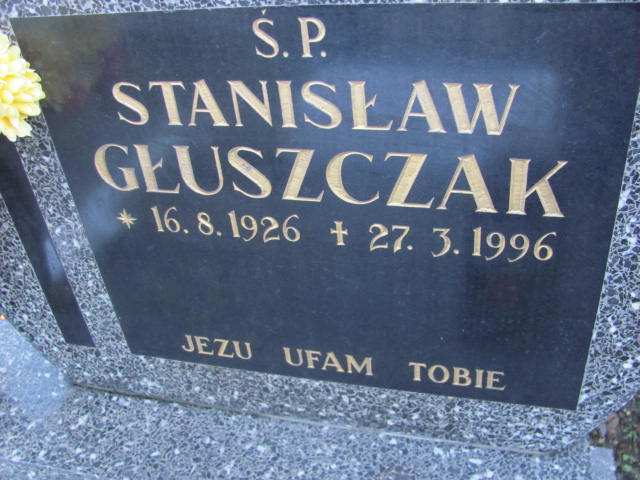 Ś.P.
STANISŁAW
GŁUSZCZAK
* 16.8.1926 † 27.3.1996
JEZU UFAM TOBIE